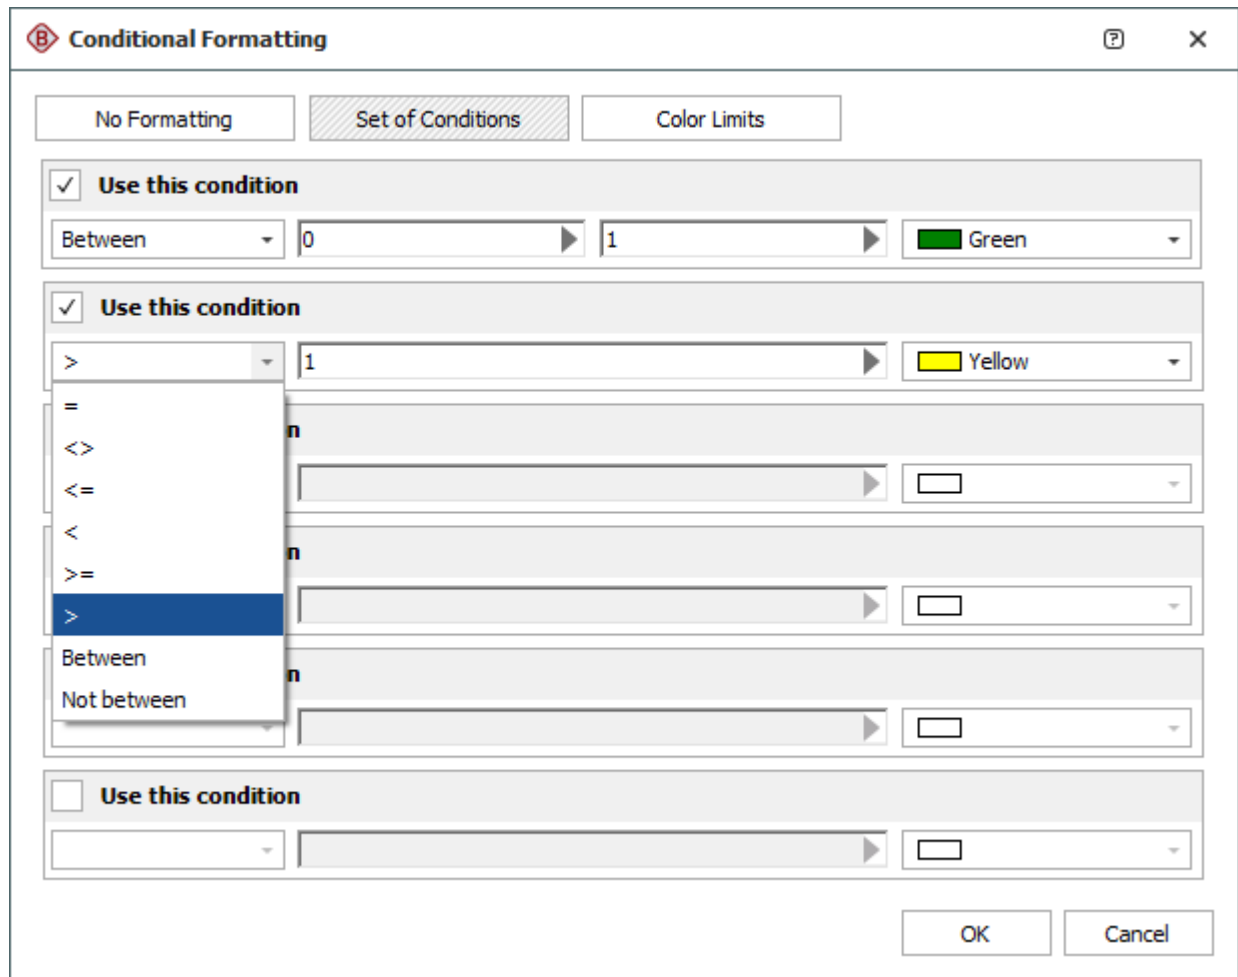 B Conditional Formatting ?
No Formatting Set of Conditions Color Limits
Use this condition
Between 0 1 Green
Use this condition
> 1 Yellow
=
<>
<=
<
>=
>
Between
Not between
Use this condition
OK Cancel